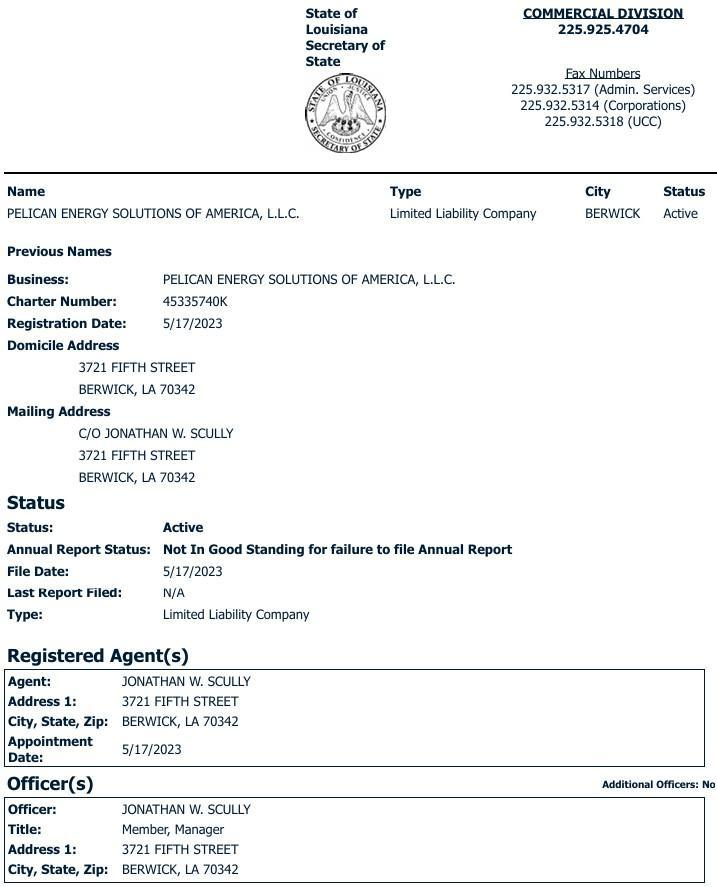 State of
Louisiana
Secretary of
State
COMMERCIAL DIVISION
225.925.4704
Fax Numbers
225.932.5317 (Admin. Services)
225.932.5314 (Corporations)
225.932.5318 (UCC)
STATE OF LOUISIANA
UNION JUSTICE
CONFIDENCE
SECRETARY OF STATE
Name Type City Status
PELICAN ENERGY SOLUTIONS OF AMERICA, L.L.C. Limited Liability Company BERWICK Active
Previous Names
Business: PELICAN ENERGY SOLUTIONS OF AMERICA, L.L.C.
Charter Number: 45335740K
Registration Date: 5/17/2023
Domicile Address
3721 FIFTH STREET
BERWICK, LA 70342
Mailing Address
C/O JONATHAN W. SCULLY
3721 FIFTH STREET
BERWICK, LA 70342
Status
Status: Active
Annual Report Status: Not In Good Standing for failure to file Annual Report
File Date: 5/17/2023
Last Report Filed: N/A
Type: Limited Liability Company
Registered Agent(s)
Agent: JONATHAN W. SCULLY
Address 1: 3721 FIFTH STREET
City, State, Zip: BERWICK, LA 70342
Appointment
Date: 5/17/2023
Officer(s) Additional Officers: No
Officer: JONATHAN W. SCULLY
Title: Member, Manager
Address 1: 3721 FIFTH STREET
City, State, Zip: BERWICK, LA 70342